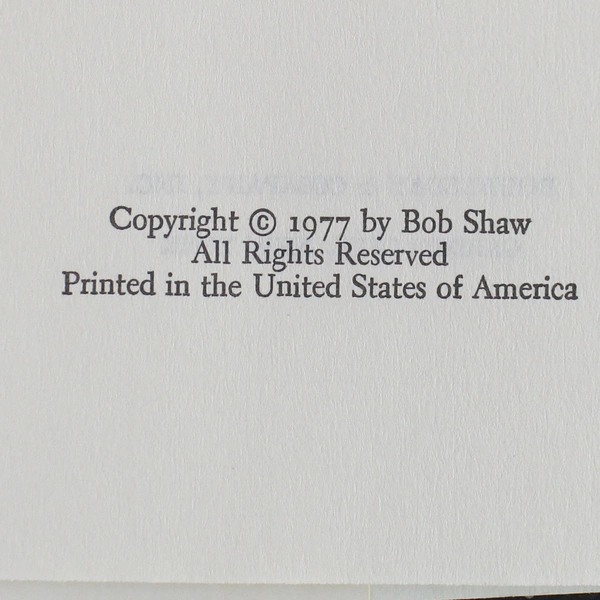 Copyright © 1977 by Bob Shaw
All Rights Reserved
Printed in the United States of America